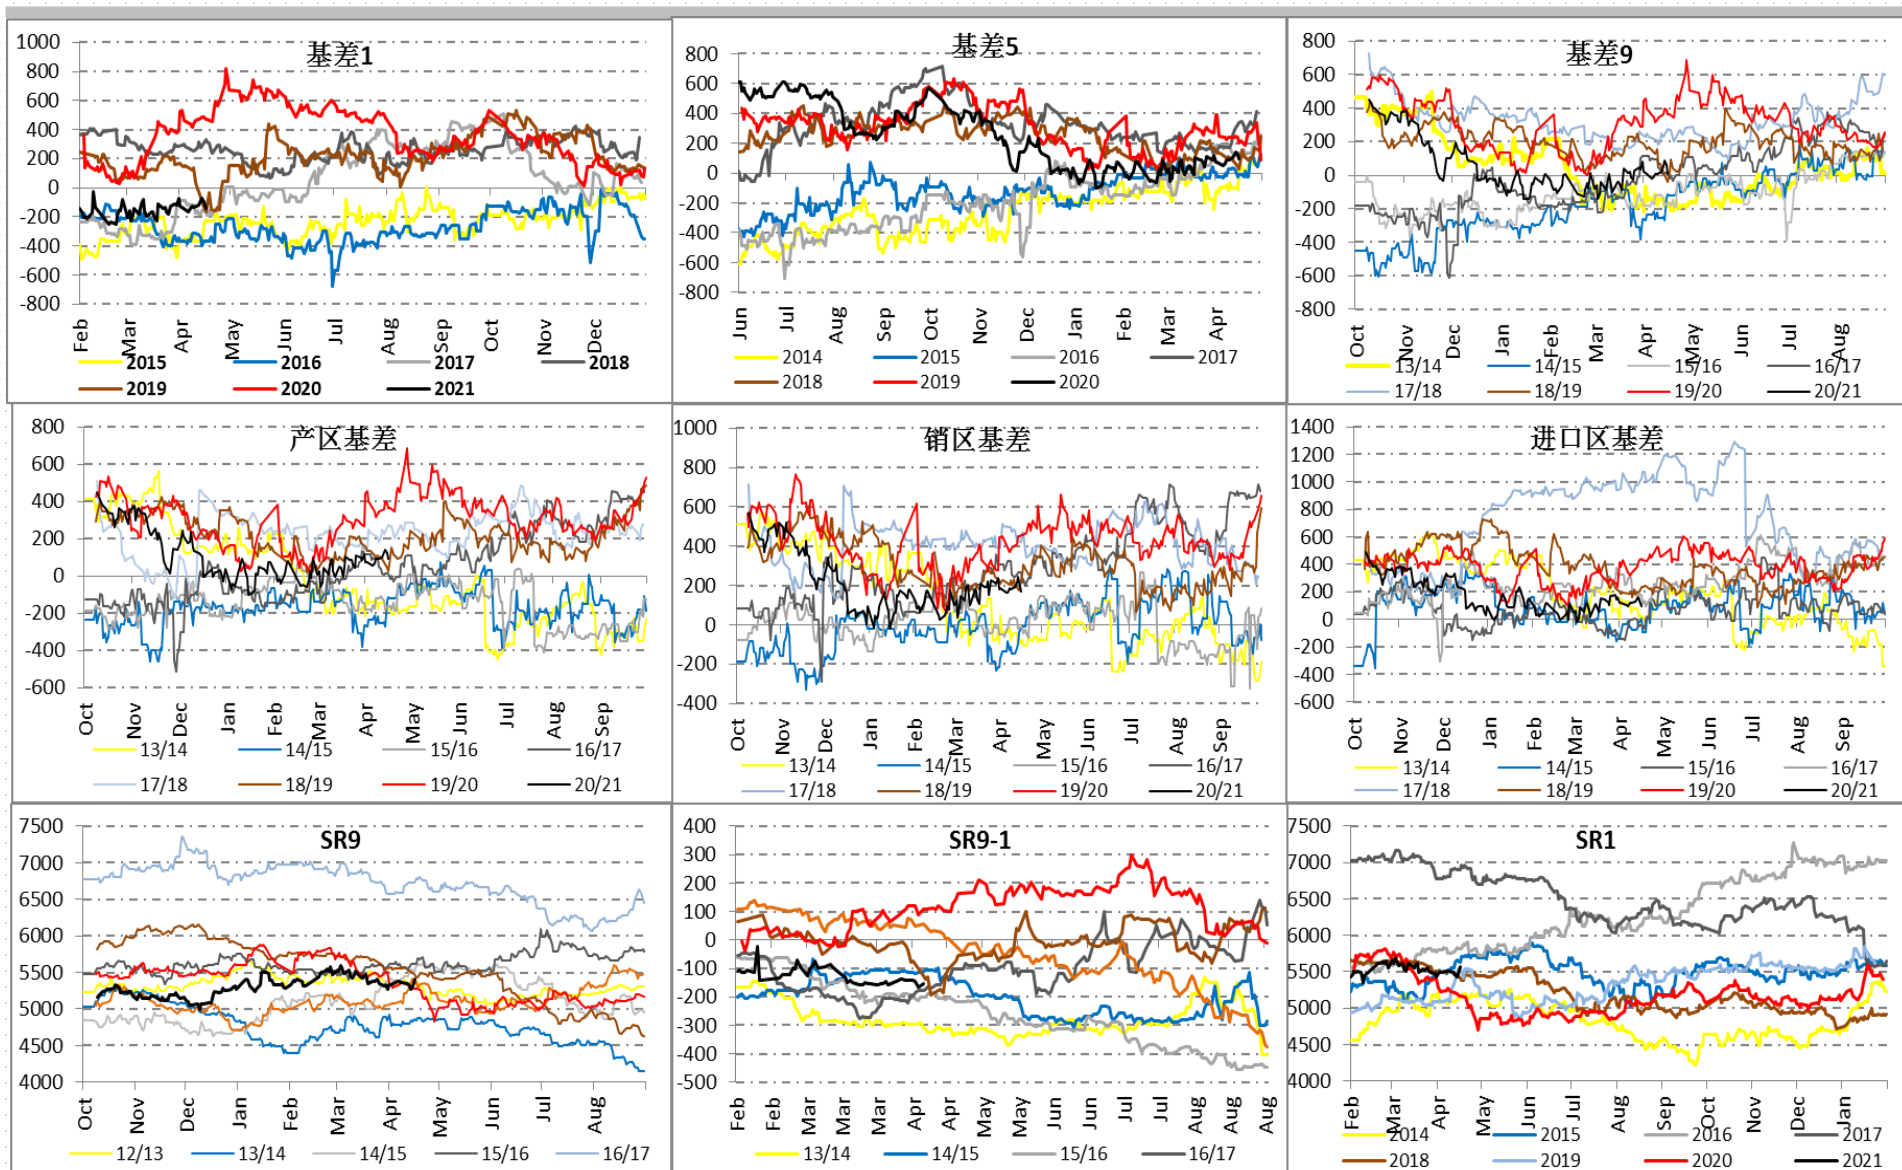 基差1
1000
800
600
400
200
0
-200
-400
-600
-800
Feb Mar Apr May Jun Jul Aug Sep Oct Nov Dec
2015 2016 2017 2018
2019 2020 2021
基差5
800
600
400
200
0
-200
-400
-600
-800
Jun Jul Aug Sep Oct Nov Dec Jan Feb Mar Apr
2014 2015 2016 2017
2018 2019 2020
基差9
800
600
400
200
0
-200
-400
-600
-800
Oct Nov Dec Jan Feb Mar Apr May Jun Jul Aug
13/14 14/15 15/16 16/17
17/18 18/19 19/20 20/21
产区基差
800
600
400
200
0
-200
-400
-600
Oct Nov Dec Jan Feb Mar Apr May Jun Jul Aug Sep
13/14 14/15 15/16 16/17
17/18 18/19 19/20 20/21
销区基差
1000
800
600
400
200
0
-200
-400
Oct Nov Dec Jan Feb Mar Apr May Jun Jul Aug Sep
13/14 14/15 15/16 16/17
17/18 18/19 19/20 20/21
进口区基差
1400
1200
1000
800
600
400
200
0
-200
-400
-600
Oct Nov Dec Jan Feb Mar Apr May Jun Jul Aug Sep
13/14 14/15 15/16 16/17
17/18 18/19 19/20 20/21
SR9
7500
7000
6500
6000
5500
5000
4500
4000
Oct Nov Dec Jan Feb Mar Apr May Jun Jul Aug
12/13 13/14 14/15 15/16 16/17
SR9-1
400
300
200
100
0
-100
-200
-300
-400
-500
Feb Feb Mar Mar Mar Apr Apr May May Jun Jun Jul Jul Aug Aug Aug
13/14 14/15 15/16 16/17
SR1
7500
7000
6500
6000
5500
5000
4500
4000
Feb Mar Apr May Jun Jul Aug Sep Oct Nov Dec Jan
2014 2015 2016 2017
2018 2019 2020 2021